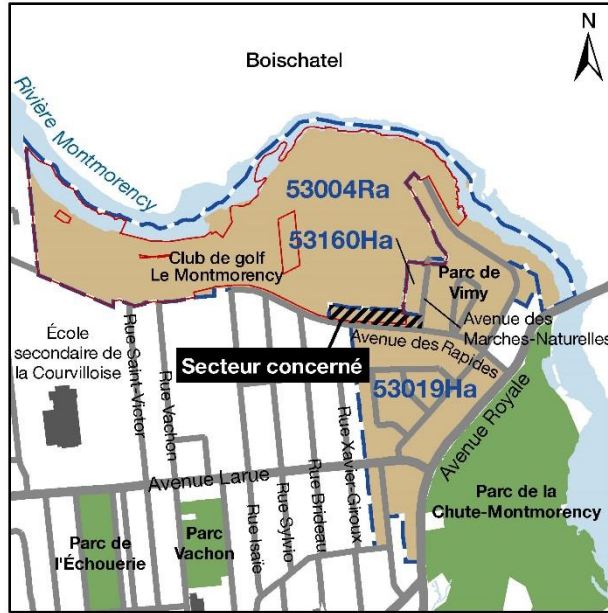 N
Boischatel
Rivière Montmorency
53004Ra
53160Ha
Club de golf
Le Montmorency
Parc de
Vimy
Avenue des
Marches-Naturelles
École
secondaire de
la Courvilloise
Rue Saint-Victor
Rue Vachon
Secteur concerné
Avenue des Rapides
53019Ha
Avenue Royale
Rue Xavier-Giroux
Avenue Larue
Rue Isaïe
Rue Sylvio
Rue Brideau
Parc de la
Chute-Montmorency
Parc de
l'Échouerie
Parc
Vachon